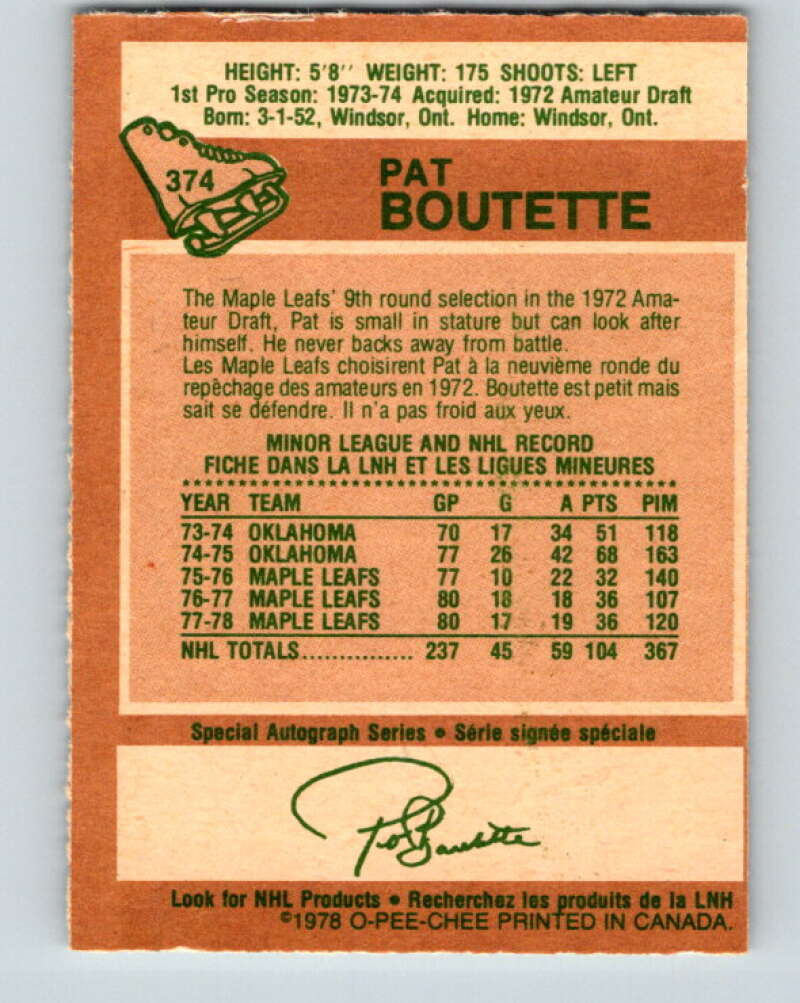 HEIGHT: 5'8" WEIGHT: 175 SHOOTS: LEFT
1st Pro Season: 1973-74 Acquired: 1972 Amateur Draft
Born: 3-1-52, Windsor, Ont. Home: Windsor, Ont.
374
PAT
BOUTETTE
The Maple Leafs' 9th round selection in the 1972 Ama-
teur Draft, Pat is small in stature but can look after
himself. He never backs away from battle.
Les Maple Leafs choisirent Pat à la neuvième ronde du
repêchage des amateurs en 1972. Boutette est petit mais
sait se défendre. Il n'a pas froid aux yeux.
MINOR LEAGUE AND NHL RECORD
FICHE DANS LA LNH ET LES LIGUES MINEURES
YEAR TEAM GP G A PTS PIM
73-74 OKLAHOMA 70 17 34 51 118
74-75 OKLAHOMA 77 26 42 68 163
75-76 MAPLE LEAFS 77 10 22 32 140
76-77 MAPLE LEAFS 80 18 18 36 107
77-78 MAPLE LEAFS 80 17 19 36 120
NHL TOTALS............... 237 45 59 104 367
Special Autograph Series • Série signée spéciale
Pat Boutette
Look for NHL Products • Recherchez les produits de la LNH
©1978 O-PEE-CHEE PRINTED IN CANADA.